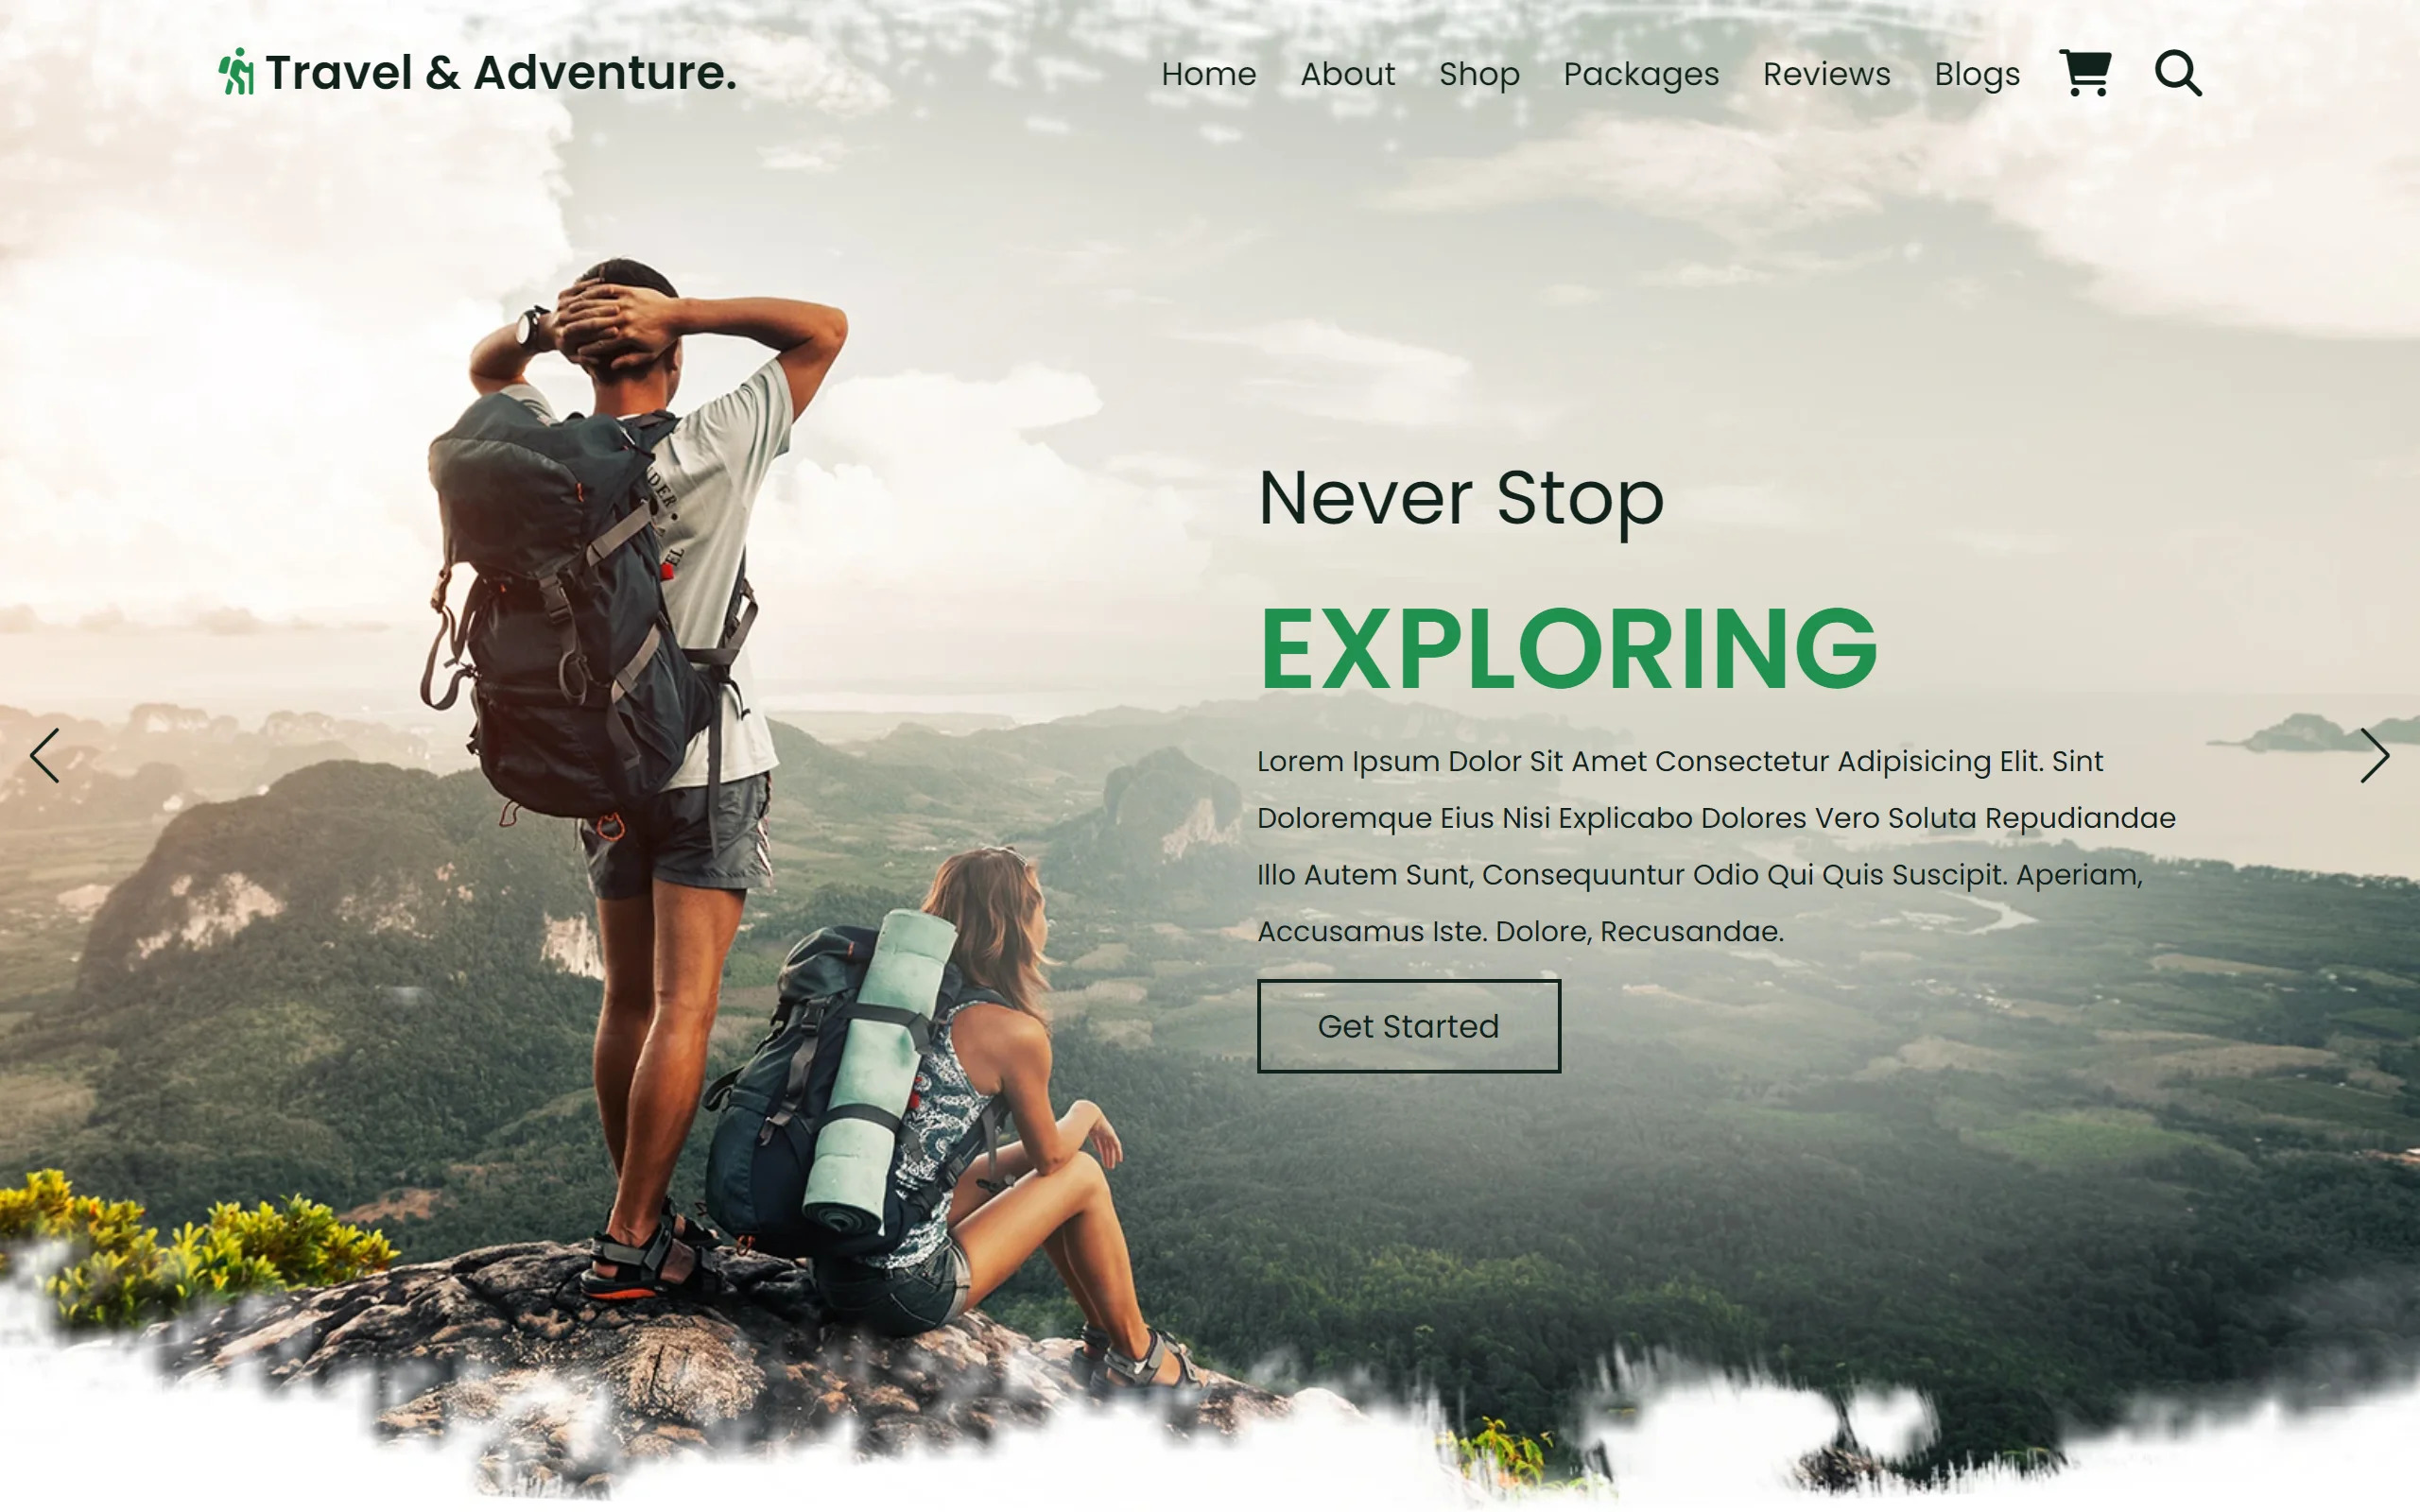 Travel & Adventure.
Home About Shop Packages Reviews Blogs
Never Stop
EXPLORING
Lorem Ipsum Dolor Sit Amet Consectetur Adipisicing Elit. Sint
Doloremque Eius Nisi Explicabo Dolores Vero Soluta Repudiandae
Illo Autem Sunt, Consequuntur Odio Qui Quis Suscipit. Aperiam,
Accusamus Iste. Dolore, Recusandae.
Get Started